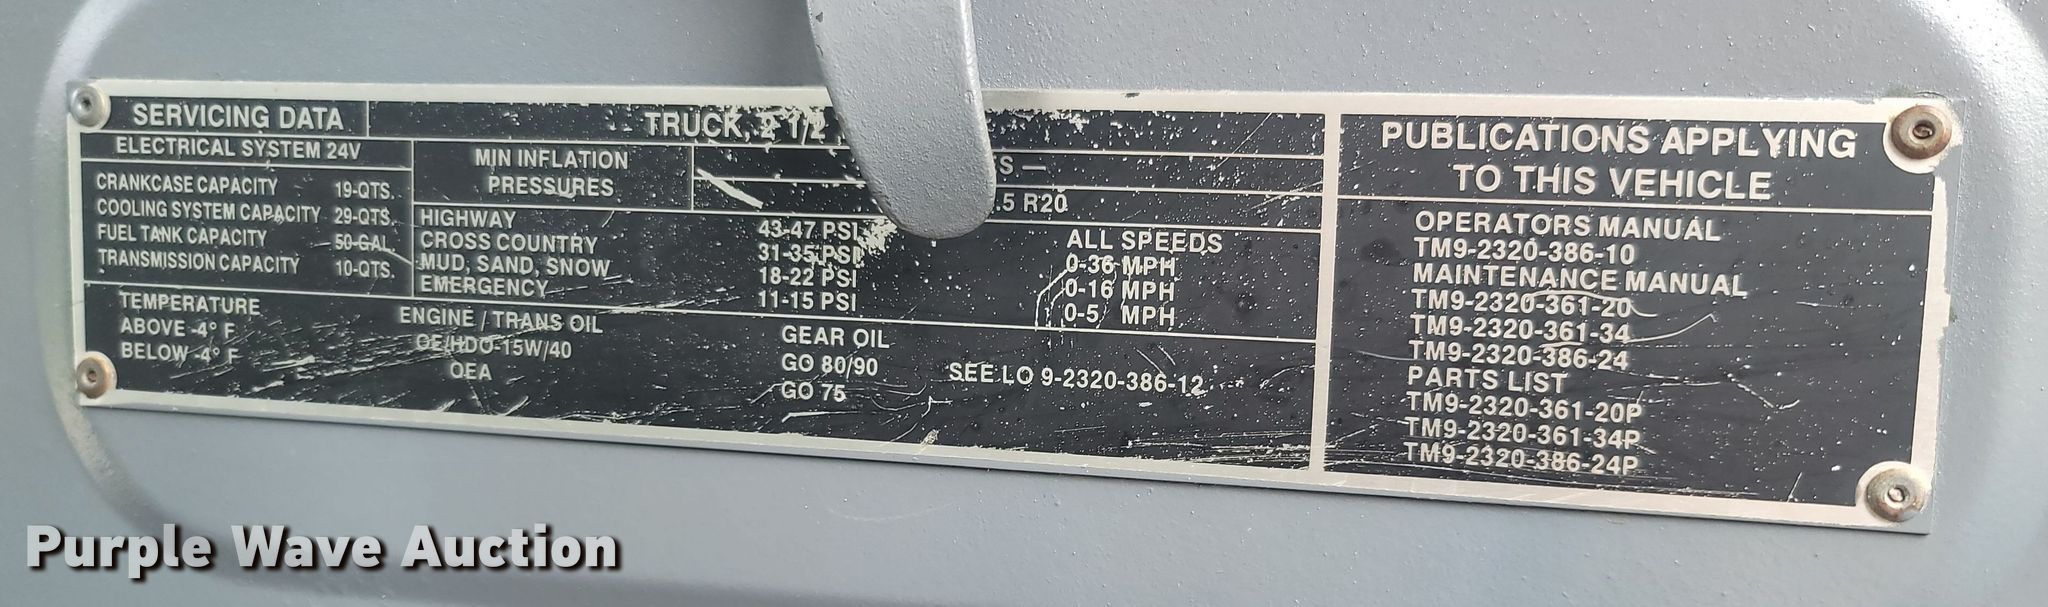 SERVICING DATA
TRUCK, 2 1/2
ELECTRICAL SYSTEM 24V
CRANKCASE CAPACITY 19-QTS.
COOLING SYSTEM CAPACITY 29-QTS.
FUEL TANK CAPACITY 50-GAL.
TRANSMISSION CAPACITY 10-QTS.
MIN INFLATION
PRESSURES
TS —
.5 R20
HIGHWAY 43-47 PSI ALL SPEEDS
CROSS COUNTRY 31-35 PSI 0-36 MPH
MUD, SAND, SNOW 18-22 PSI 0-16 MPH
EMERGENCY 11-15 PSI 0-5 MPH
TEMPERATURE ENGINE / TRANS OIL GEAR OIL
ABOVE -4° F OE/HDO-15W/40 GO 80/90
BELOW -4° F OEA GO 75
SEE LO 9-2320-386-12
PUBLICATIONS APPLYING
TO THIS VEHICLE
OPERATORS MANUAL
TM9-2320-386-10
MAINTENANCE MANUAL
TM9-2320-361-20
TM9-2320-361-34
TM9-2320-386-24
PARTS LIST
TM9-2320-361-20P
TM9-2320-361-34P
TM9-2320-386-24P
Purple Wave Auction